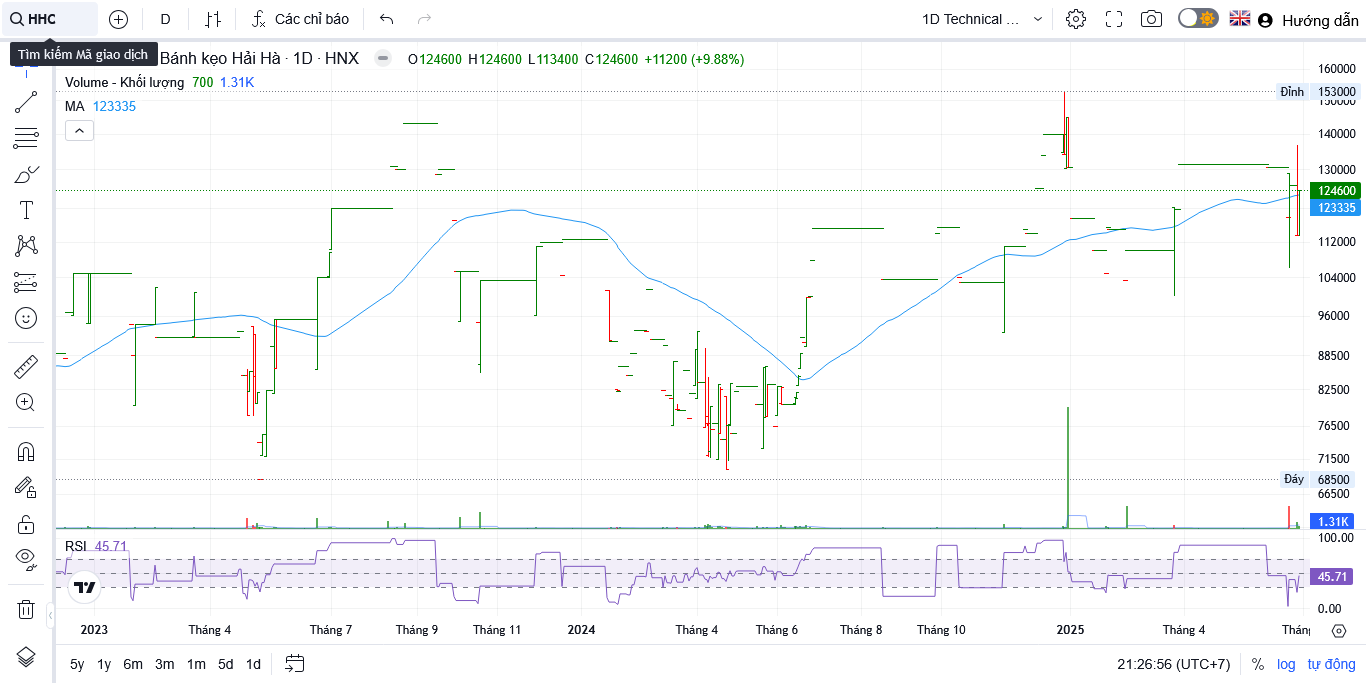 HHC
D
Các chỉ báo
1D Technical ...
Hướng dẫn
Tìm kiếm Mã giao dịch
Bánh kẹo Hải Hà · 1D · HNX
O124600 H124600 L113400 C124600 +11200 (+9.88%)
Volume - Khối lượng 700 1.31K
MA 123335
160000
Đỉnh 153000
150000
140000
130000
124600
123335
112000
104000
96000
88500
82500
76500
71500
Đáy 68500
66500
1.31K
100.00
RSI 45.71
45.71
0.00
2023 Tháng 4 Tháng 7 Tháng 9 Tháng 11 2024 Tháng 4 Tháng 6 Tháng 8 Tháng 10 2025 Tháng 4 Thán
5y 1y 6m 3m 1m 5d 1d
21:26:56 (UTC+7) % log tự động